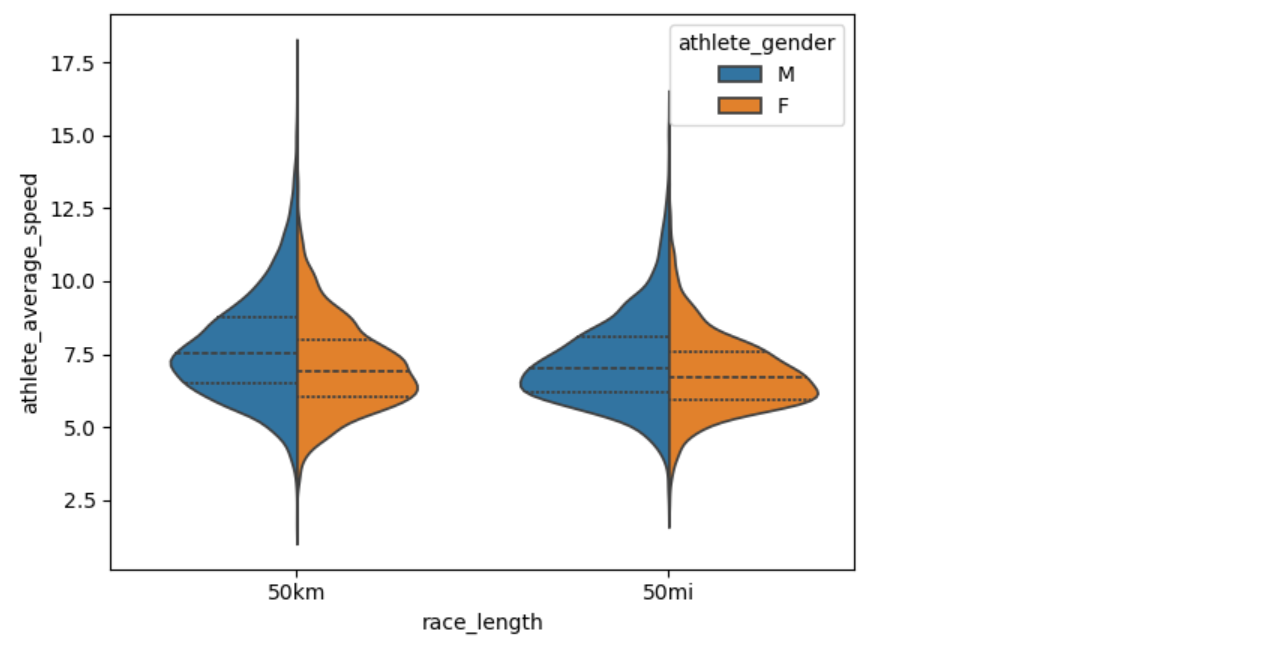 athlete_gender
M
F
17.5
15.0
12.5
10.0
7.5
5.0
2.5
athlete_average_speed
50km
50mi
race_length